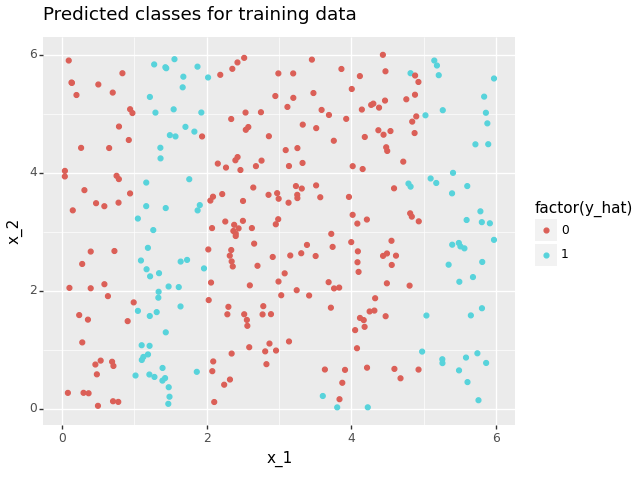 Predicted classes for training data
6
4
2
0
x_2
0
2
4
6
x_1
factor(y_hat)
0
1